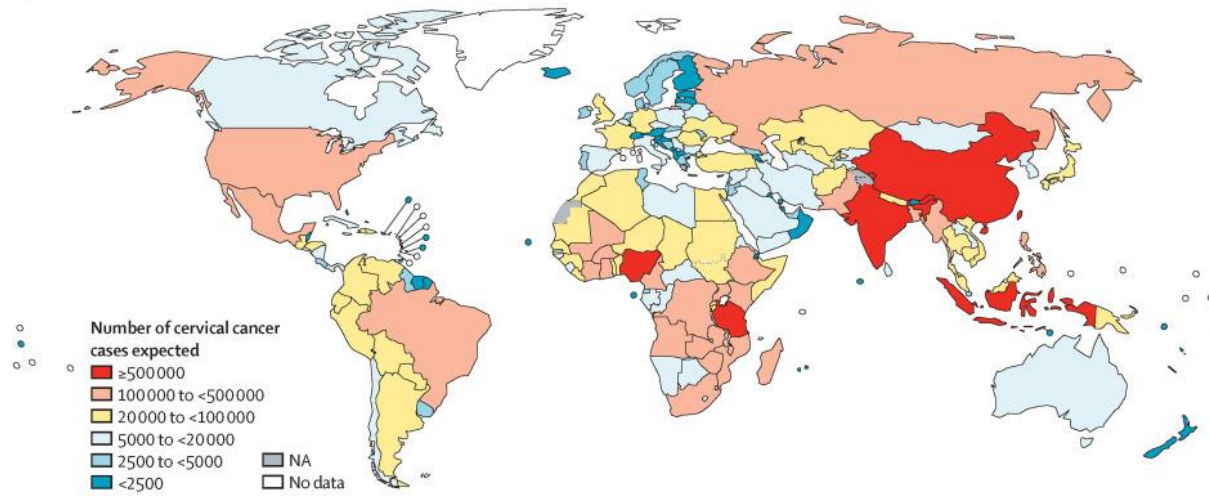 Number of cervical cancer
cases expected
≥500 000
100 000 to <500 000
20 000 to <100 000
5000 to <20 000
2500 to <5000
<2500
NA
No data